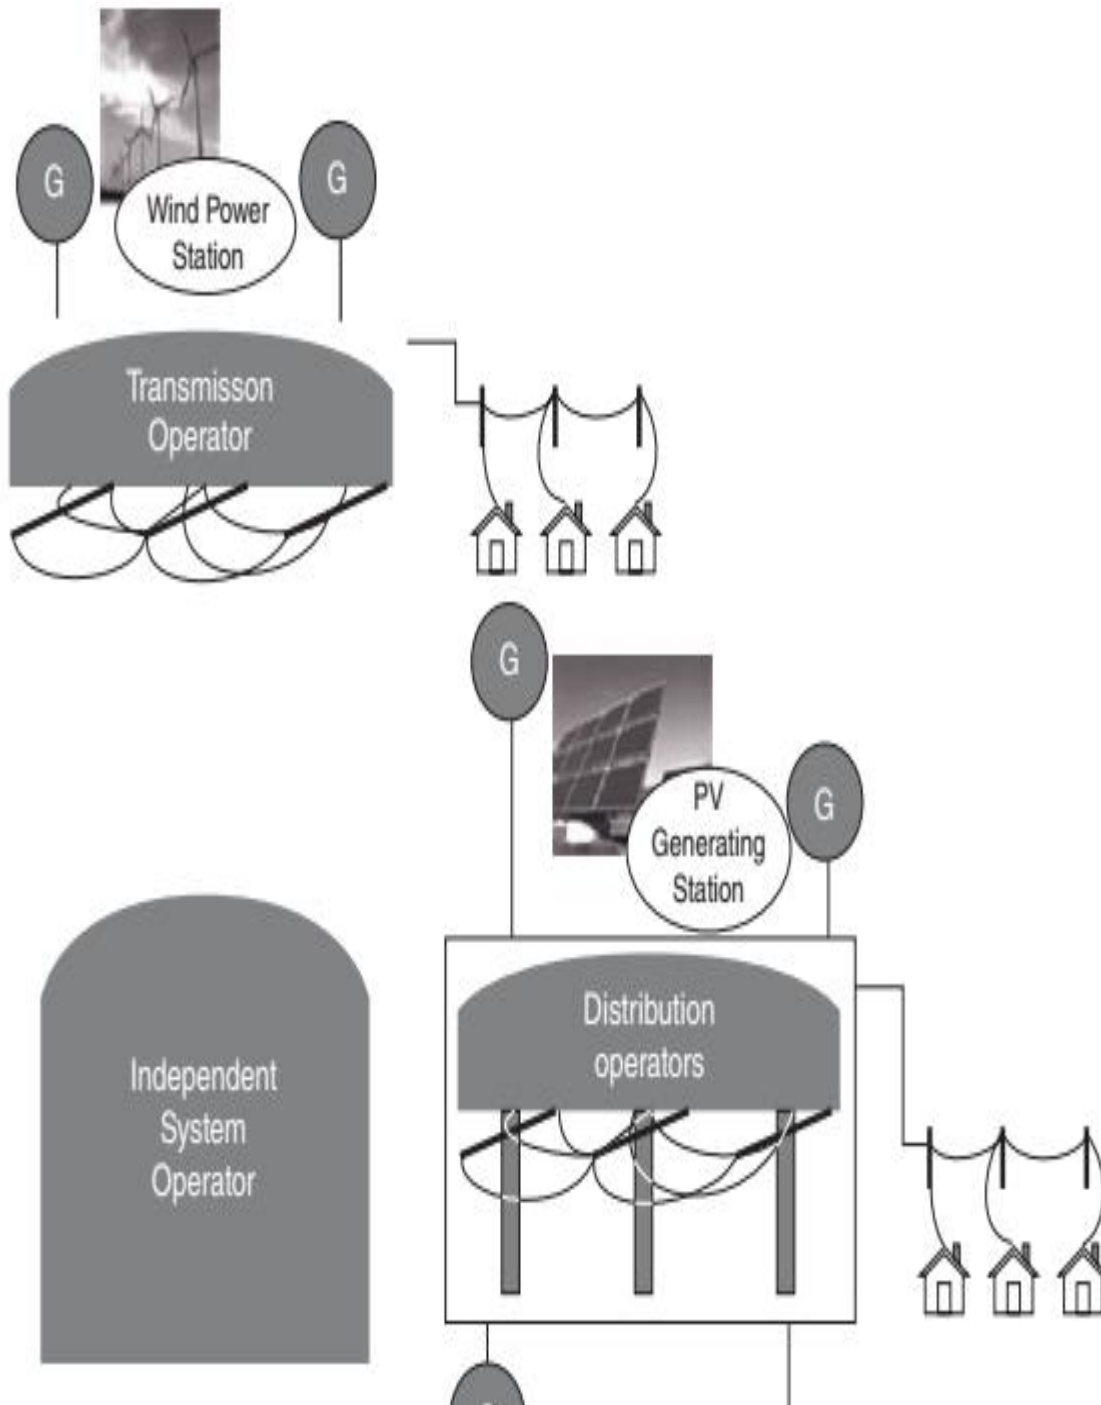 G
G
Wind Power
Station
Transmisson
Operator
G
PV
Generating
Station
G
Distribution
operators
Independent
System
Operator